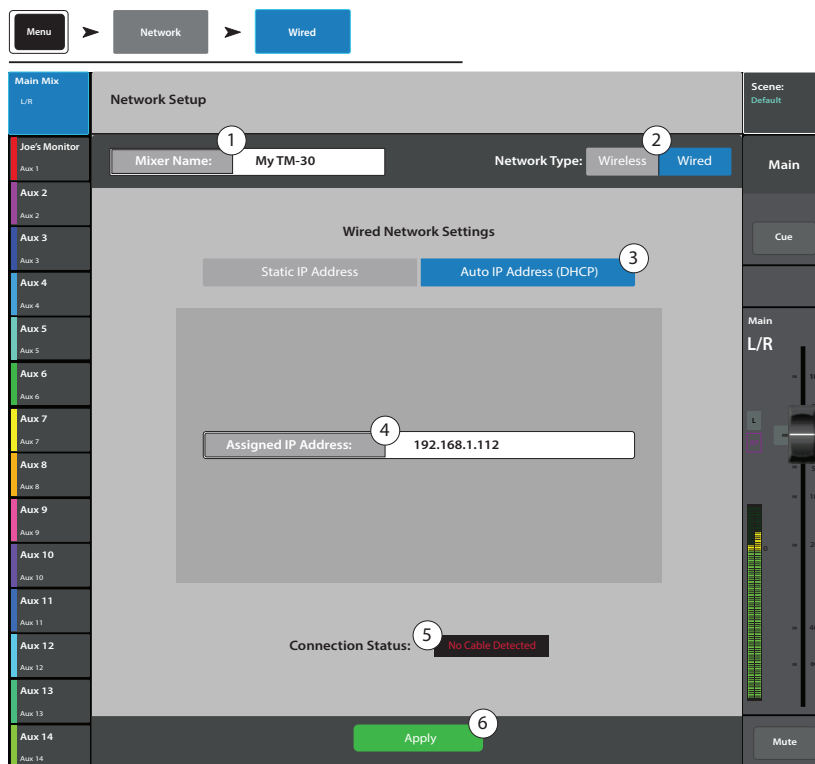 Menu
Network
Wired
Main Mix
L/R
Network Setup
Scene:
Default
1
Mixer Name:
My TM-30
Network Type:
2
Wireless
Wired
Main
Joe's Monitor
Aux 1
Aux 2
Aux 2
Aux 3
Aux 3
Aux 4
Aux 4
Aux 5
Aux 5
Aux 6
Aux 6
Aux 7
Aux 7
Aux 8
Aux 8
Aux 9
Aux 9
Aux 10
Aux 10
Aux 11
Aux 11
Aux 12
Aux 12
Aux 13
Aux 13
Aux 14
Aux 14
Wired Network Settings
3
Static IP Address
Auto IP Address (DHCP)
4
Assigned IP Address:
192.168.1.112
Connection Status:
5
No Cable Detected
6
Apply
Cue
Main
L/R
L
0
Mute